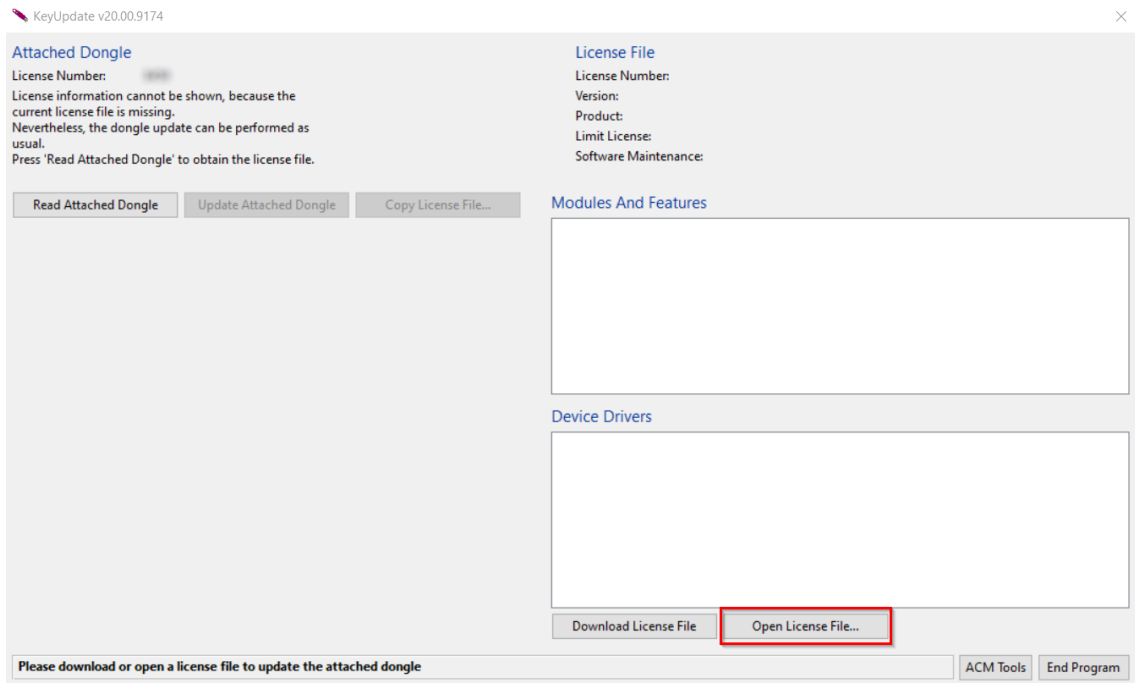 KeyUpdate v20.00.9174
Attached Dongle
License Number:
License information cannot be shown, because the
current license file is missing.
Nevertheless, the dongle update can be performed as
usual.
Press 'Read Attached Dongle' to obtain the license file.
Read Attached Dongle
Update Attached Dongle
Copy License File...
License File
License Number:
Version:
Product:
Limit License:
Software Maintenance:
Modules And Features
Device Drivers
Download License File
Open License File...
Please download or open a license file to update the attached dongle
ACM Tools
End Program